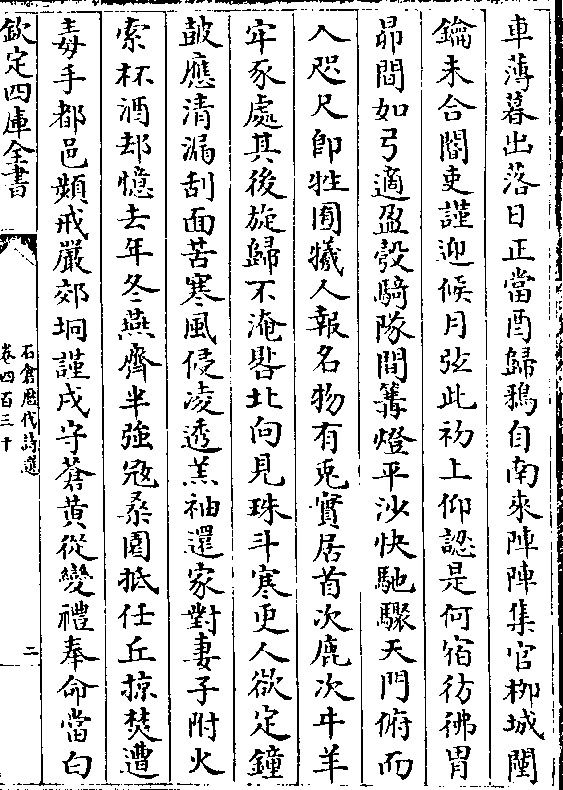 車薄暮出落日正當酉歸鴉自南來陣陣集官柳城闉
鑰未合閽吏謹迎候月弦此初上仰認是何宿彷彿胃
昴間如弓適盈彀騎隊間篝燈平沙快馳驟天門俯而
入咫尺即牲囿犧人報名物有兎實居首次鹿次牛羊
牢豕處其後旋歸不淹晷北向見珠斗寒更人欲定鐘
鼓應清漏刮面苦寒風侵凌透羔袖還家對妻子附火
索杯酒却憶去年冬燕齊半強冦桑園抵任丘掠焚遭
毒手都邑頻戒嚴郊坰謹戍守蒼黄從變禮奉命當白
欽定四庫全書
石倉歷代詩選
卷四百三十
二